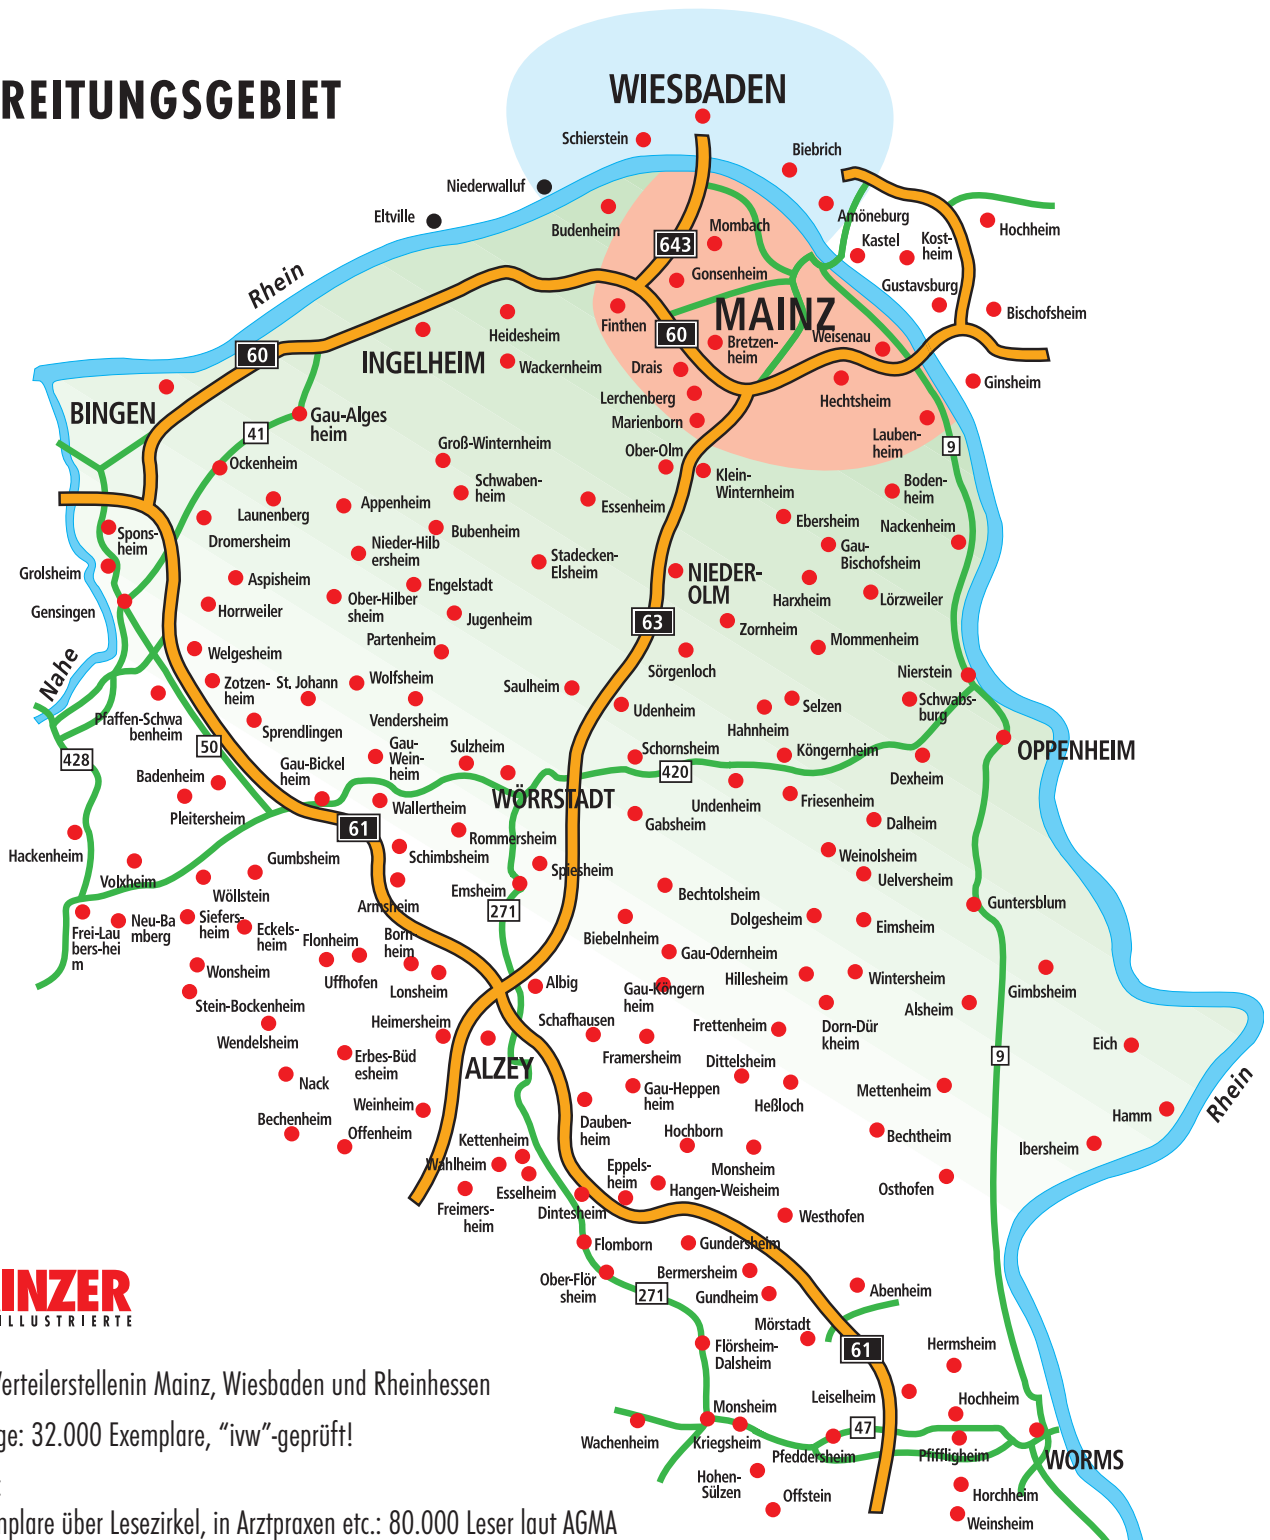 REITUNGSGEBIET
WIESBADEN
Schierstein
Biebrich
Niederwalluf
Eltville
Budenheim
Amöneburg
Mombach
Kastel
Kost-
heim
Hochheim
643
Gonsenheim
Gustavsburg
Rhein
Finthen
MAINZ
Bischofsheim
Heidesheim
60
60
Bretzen-
heim
Weisenau
INGELHEIM
Wackernheim
Drais
Ginsheim
Lerchenberg
Hechtsheim
BINGEN
Gau-Alges
heim
Marienborn
41
Lauben-
heim
9
Groß-Winternheim
Ober-Olm
Ockenheim
Klein-
Winternheim
Schwaben-
heim
Boden-
heim
Appenheim
Essenheim
Launenberg
Ebersheim
Nackenheim
Spons-
heim
Dromersheim
Bubenheim
Nieder-Hilb
ersheim
Gau-
Bischofsheim
Stadecken-
Elsheim
Grolsheim
Aspisheim
Engelstadt
NIEDER-
OLM
Harxheim
Lörzweiler
Gensingen
Horrweiler
Ober-Hilber
sheim
Jugenheim
63
Zornheim
Partenheim
Mommenheim
Welgesheim
Sörgenloch
Nierstein
Nahe
Zotzen-
heim
St. Johann
Wolfsheim
Saulheim
Schwabs-
burg
Pfaffen-Schwa
benheim
Sprendlingen
Vendersheim
Udenheim
Hahnheim
Selzen
50
Gau-
Wein-
heim
Sulzheim
Schornsheim
Köngernheim
OPPENHEIM
428
Gau-Bickel
heim
420
Dexheim
Badenheim
WÖRRSTADT
Undenheim
Friesenheim
Pleitersheim
Wallertheim
Gabsheim
Dalheim
61
Rommersheim
Hackenheim
Gumbsheim
Schimbsheim
Weinolsheim
Volxheim
Spiesheim
Uelversheim
Wöllstein
Emsheim
Bechtolsheim
Armsheim
271
Guntersblum
Frei-Lau
bers-hei
m
Neu-Ba
mberg
Siefers-
heim
Eckels-
heim
Dolgesheim
Eimsheim
Flonheim
Born-
heim
Biebelnheim
Gau-Odernheim
Wonsheim
Uffhofen
Lonsheim
Albig
Gau-Köngern
heim
Hillesheim
Wintersheim
Gimbsheim
Stein-Bockenheim
Alsheim
Heimersheim
Schafhausen
Frettenheim
Dorn-Dür
kheim
Wendelsheim
Framersheim
Eich
9
Erbes-Büd
esheim
ALZEY
Dittelsheim
Nack
Gau-Heppen
heim
Heßloch
Mettenheim
Rhein
Weinheim
Hamm
Bechenheim
Dauben-
heim
Offenheim
Hochborn
Bechtheim
Kettenheim
Ibersheim
Wahlheim
Eppels-
heim
Monsheim
Esselheim
Hangen-Weisheim
Osthofen
Freimers-
heim
Dintesheim
Westhofen
Flomborn
Gundersheim
Ober-Flör
sheim
Bermersheim
271
Gundheim
Abenheim
INZER
ILLUSTRIERTE
Mörstadt
Flörsheim-
Dalsheim
61
Hermsheim
Verteilerstellenin Mainz, Wiesbaden und Rheinhessen
Leiselheim
Hochheim
Monsheim
ge: 32.000 Exemplare, “ivw”-geprüft!
47
Wachenheim
Kriegsheim
Pfeddersheim
Pfiffligheim
WORMS
:
Hohen-
Sülzen
Offstein
Horchheim
Weinsheim
nplare über Lesezirkel, in Arztpraxen etc.: 80.000 Leser laut AGMA